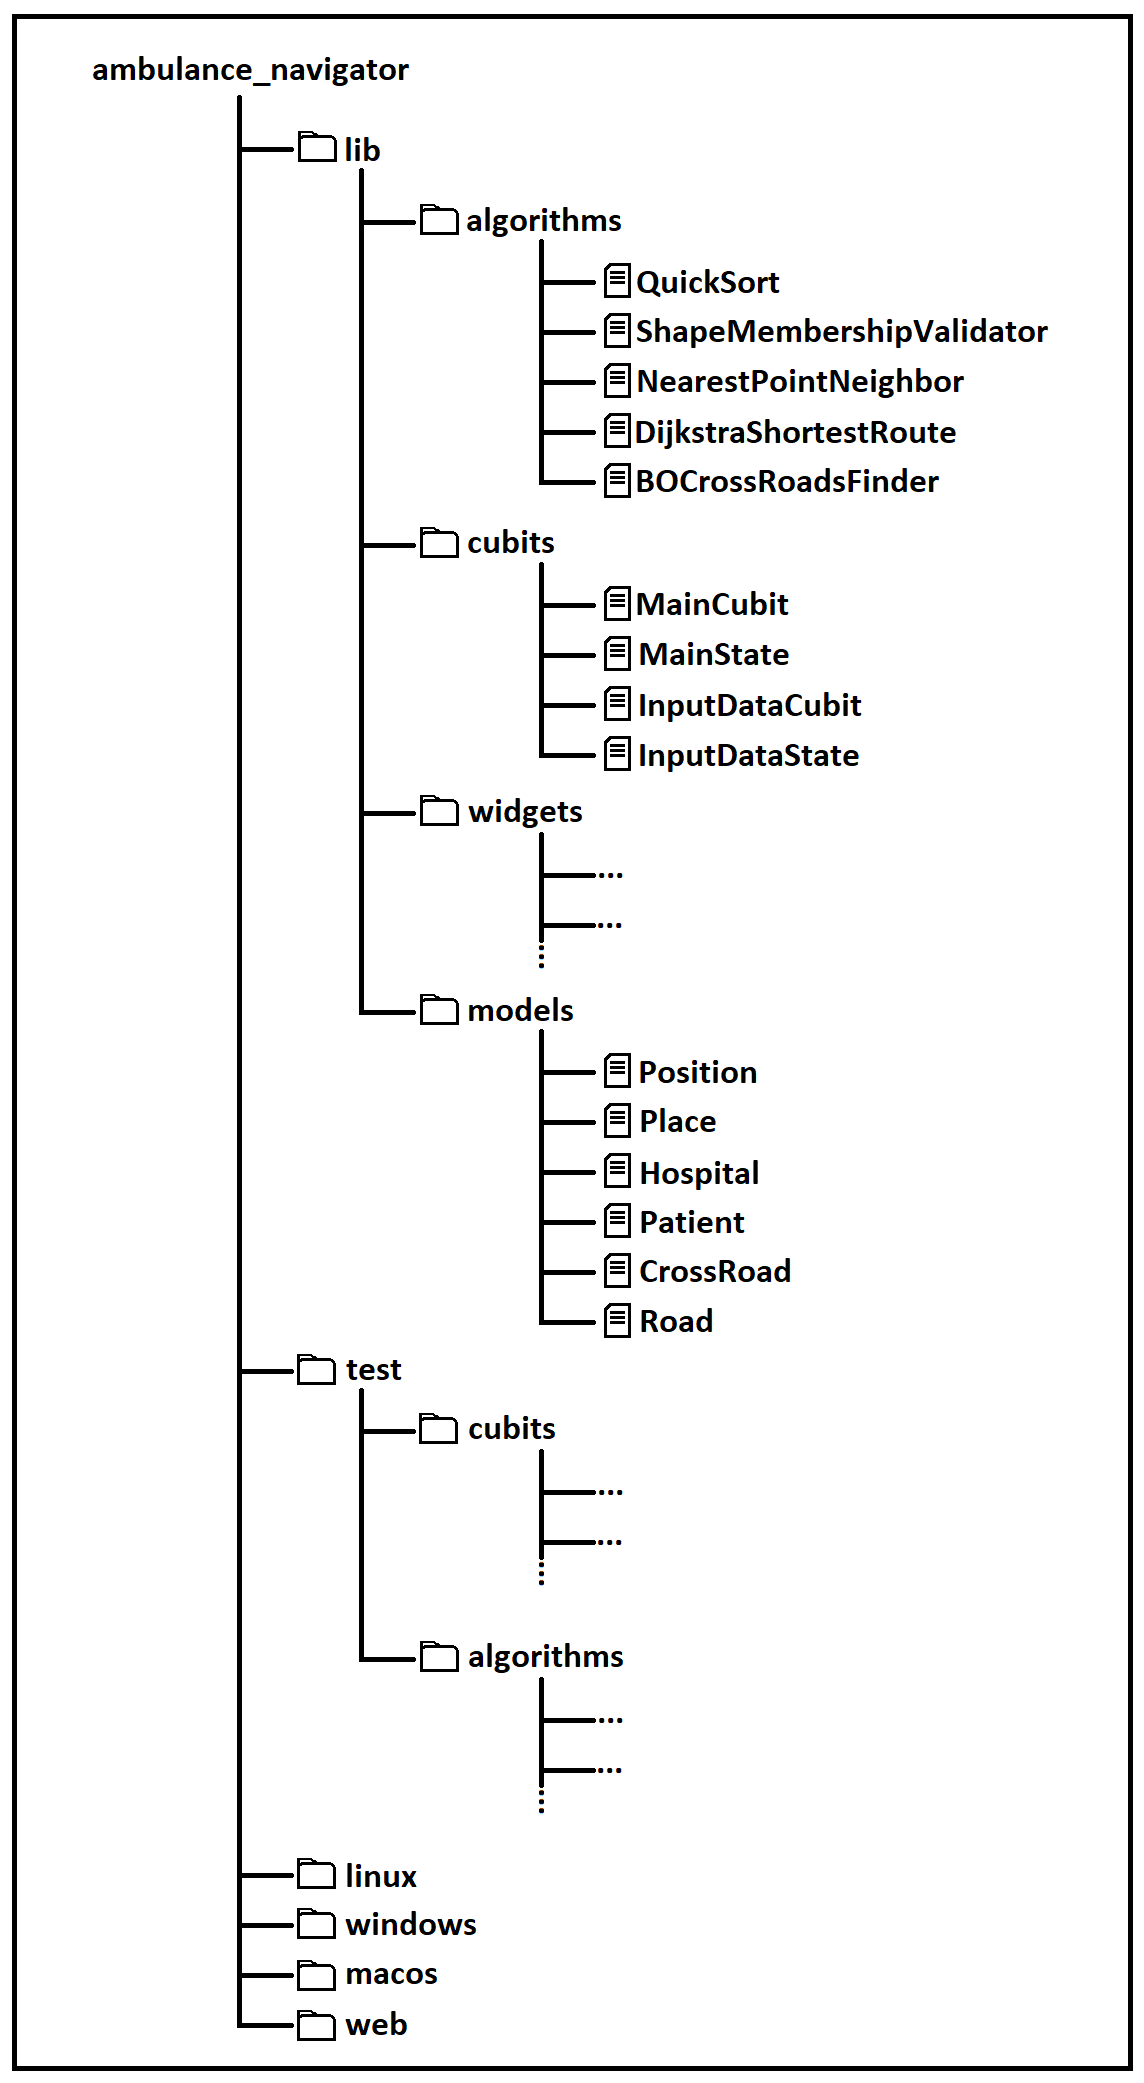 ambulance_navigator
lib
algorithms
QuickSort
ShapeMembershipValidator
NearestPointNeighbor
DijkstraShortestRoute
BOCrossRoadsFinder
cubits
MainCubit
MainState
InputDataCubit
InputDataState
widgets
...
...
models
Position
Place
Hospital
Patient
CrossRoad
Road
test
cubits
...
...
algorithms
...
...
linux
windows
macos
web